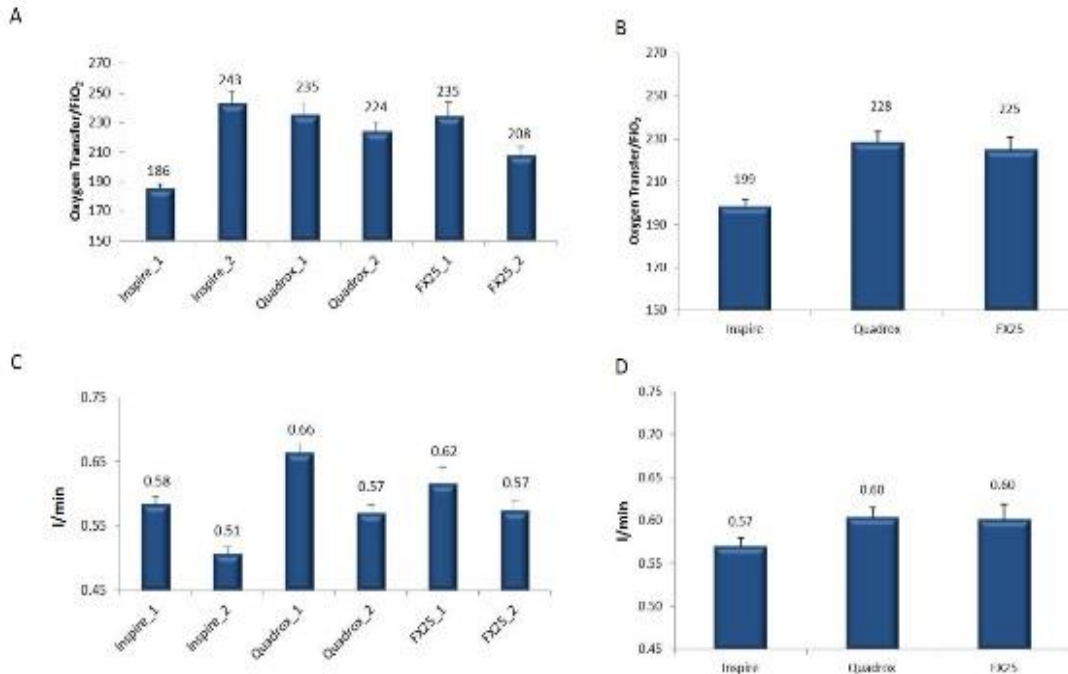 A
Oxygen Transfer/FiO₂
270
250
230
210
190
170
150
186
243
235
224
235
208
Inspire_1
Inspire_2
Quadrox_1
Quadrox_2
FX25_1
FX25_2
B
Oxygen Transfer/FiO₂
270
250
230
210
190
170
150
199
228
225
Inspire
Quadrox
FX25
C
l/min
0.75
0.65
0.55
0.45
0.58
0.51
0.66
0.57
0.62
0.57
Inspire_1
Inspire_2
Quadrox_1
Quadrox_2
FX25_1
FX25_2
D
l/min
0.75
0.70
0.65
0.60
0.55
0.50
0.45
0.57
0.60
0.60
Inspire
Quadrox
FX25